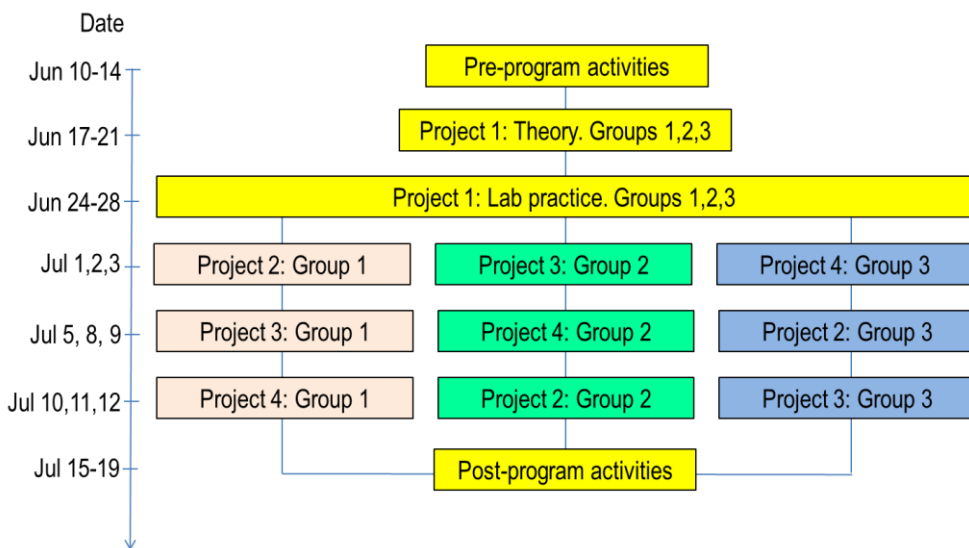 Date
Jun 10-14
Pre-program activities
Jun 17-21
Project 1: Theory. Groups 1,2,3
Jun 24-28
Project 1: Lab practice. Groups 1,2,3
Jul 1,2,3
Project 2: Group 1
Project 3: Group 2
Project 4: Group 3
Jul 5, 8, 9
Project 3: Group 1
Project 4: Group 2
Project 2: Group 3
Jul 10,11,12
Project 4: Group 1
Project 2: Group 2
Project 3: Group 3
Jul 15-19
Post-program activities